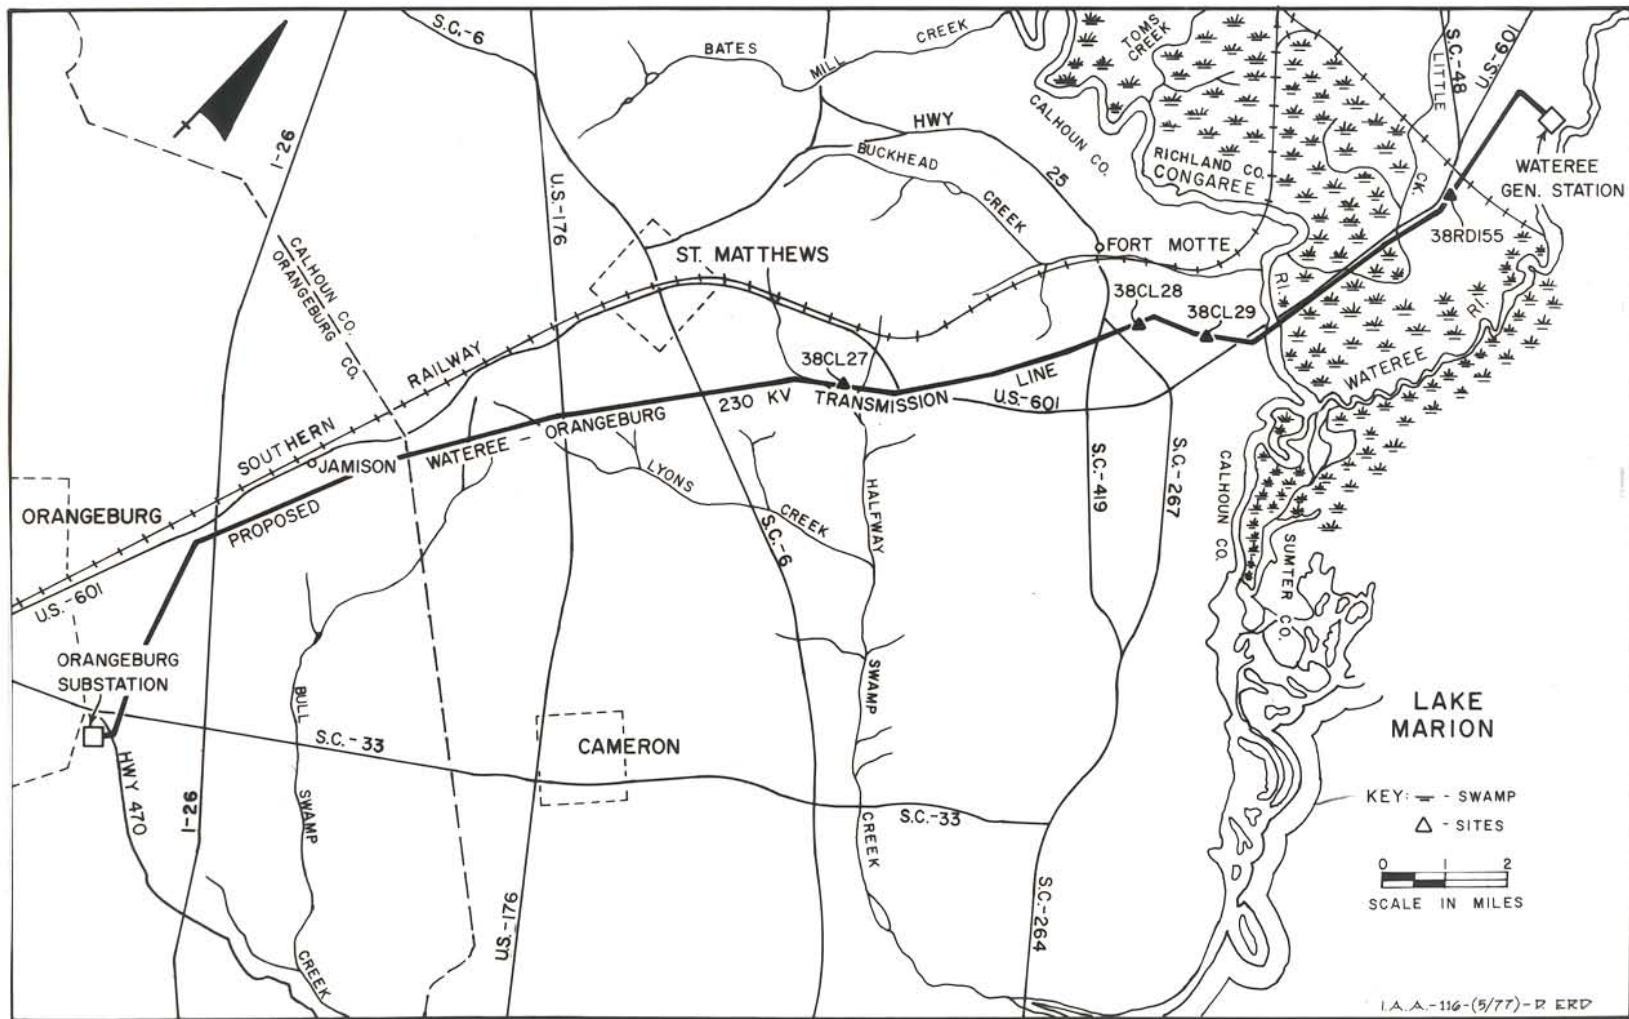 S.C.-6
BATES
MILL
CREEK
TOMS
CREEK
S.C.-48
LITTLE
CK.
U.S.-601
I-26
U.S.-176
HWY
25
BUCKHEAD
CREEK
CALHOUN CO.
RICHLAND CO.
CONGAREE
RI.
WATEREE
GEN. STATION
38RD155
CALHOUN CO.
ORANGEBURG CO.
ST. MATTHEWS
FORT MOTTE
38CL28
38CL29
38CL27
SOUTHERN
RAILWAY
JAMISON
PROPOSED
WATEREE - ORANGEBURG
230 KV
TRANSMISSION
LINE
U.S.-601
WATEREE
RI.
ORANGEBURG
U.S.-601
LYONS
CREEK
S.C.-6
HALFWAY
SWAMP
CREEK
S.C.-419
S.C.-267
CALHOUN CO.
SUMTER CO.
ORANGEBURG
SUBSTATION
HWY 470
I-26
BULL
SWAMP
CREEK
S.C.-33
CAMERON
U.S.-176
S.C.-33
S.C.-264
LAKE
MARION
KEY: - SWAMP
- SITES
0 1 2
SCALE IN MILES
I.A.A.-116-(5/77)-D. ERD